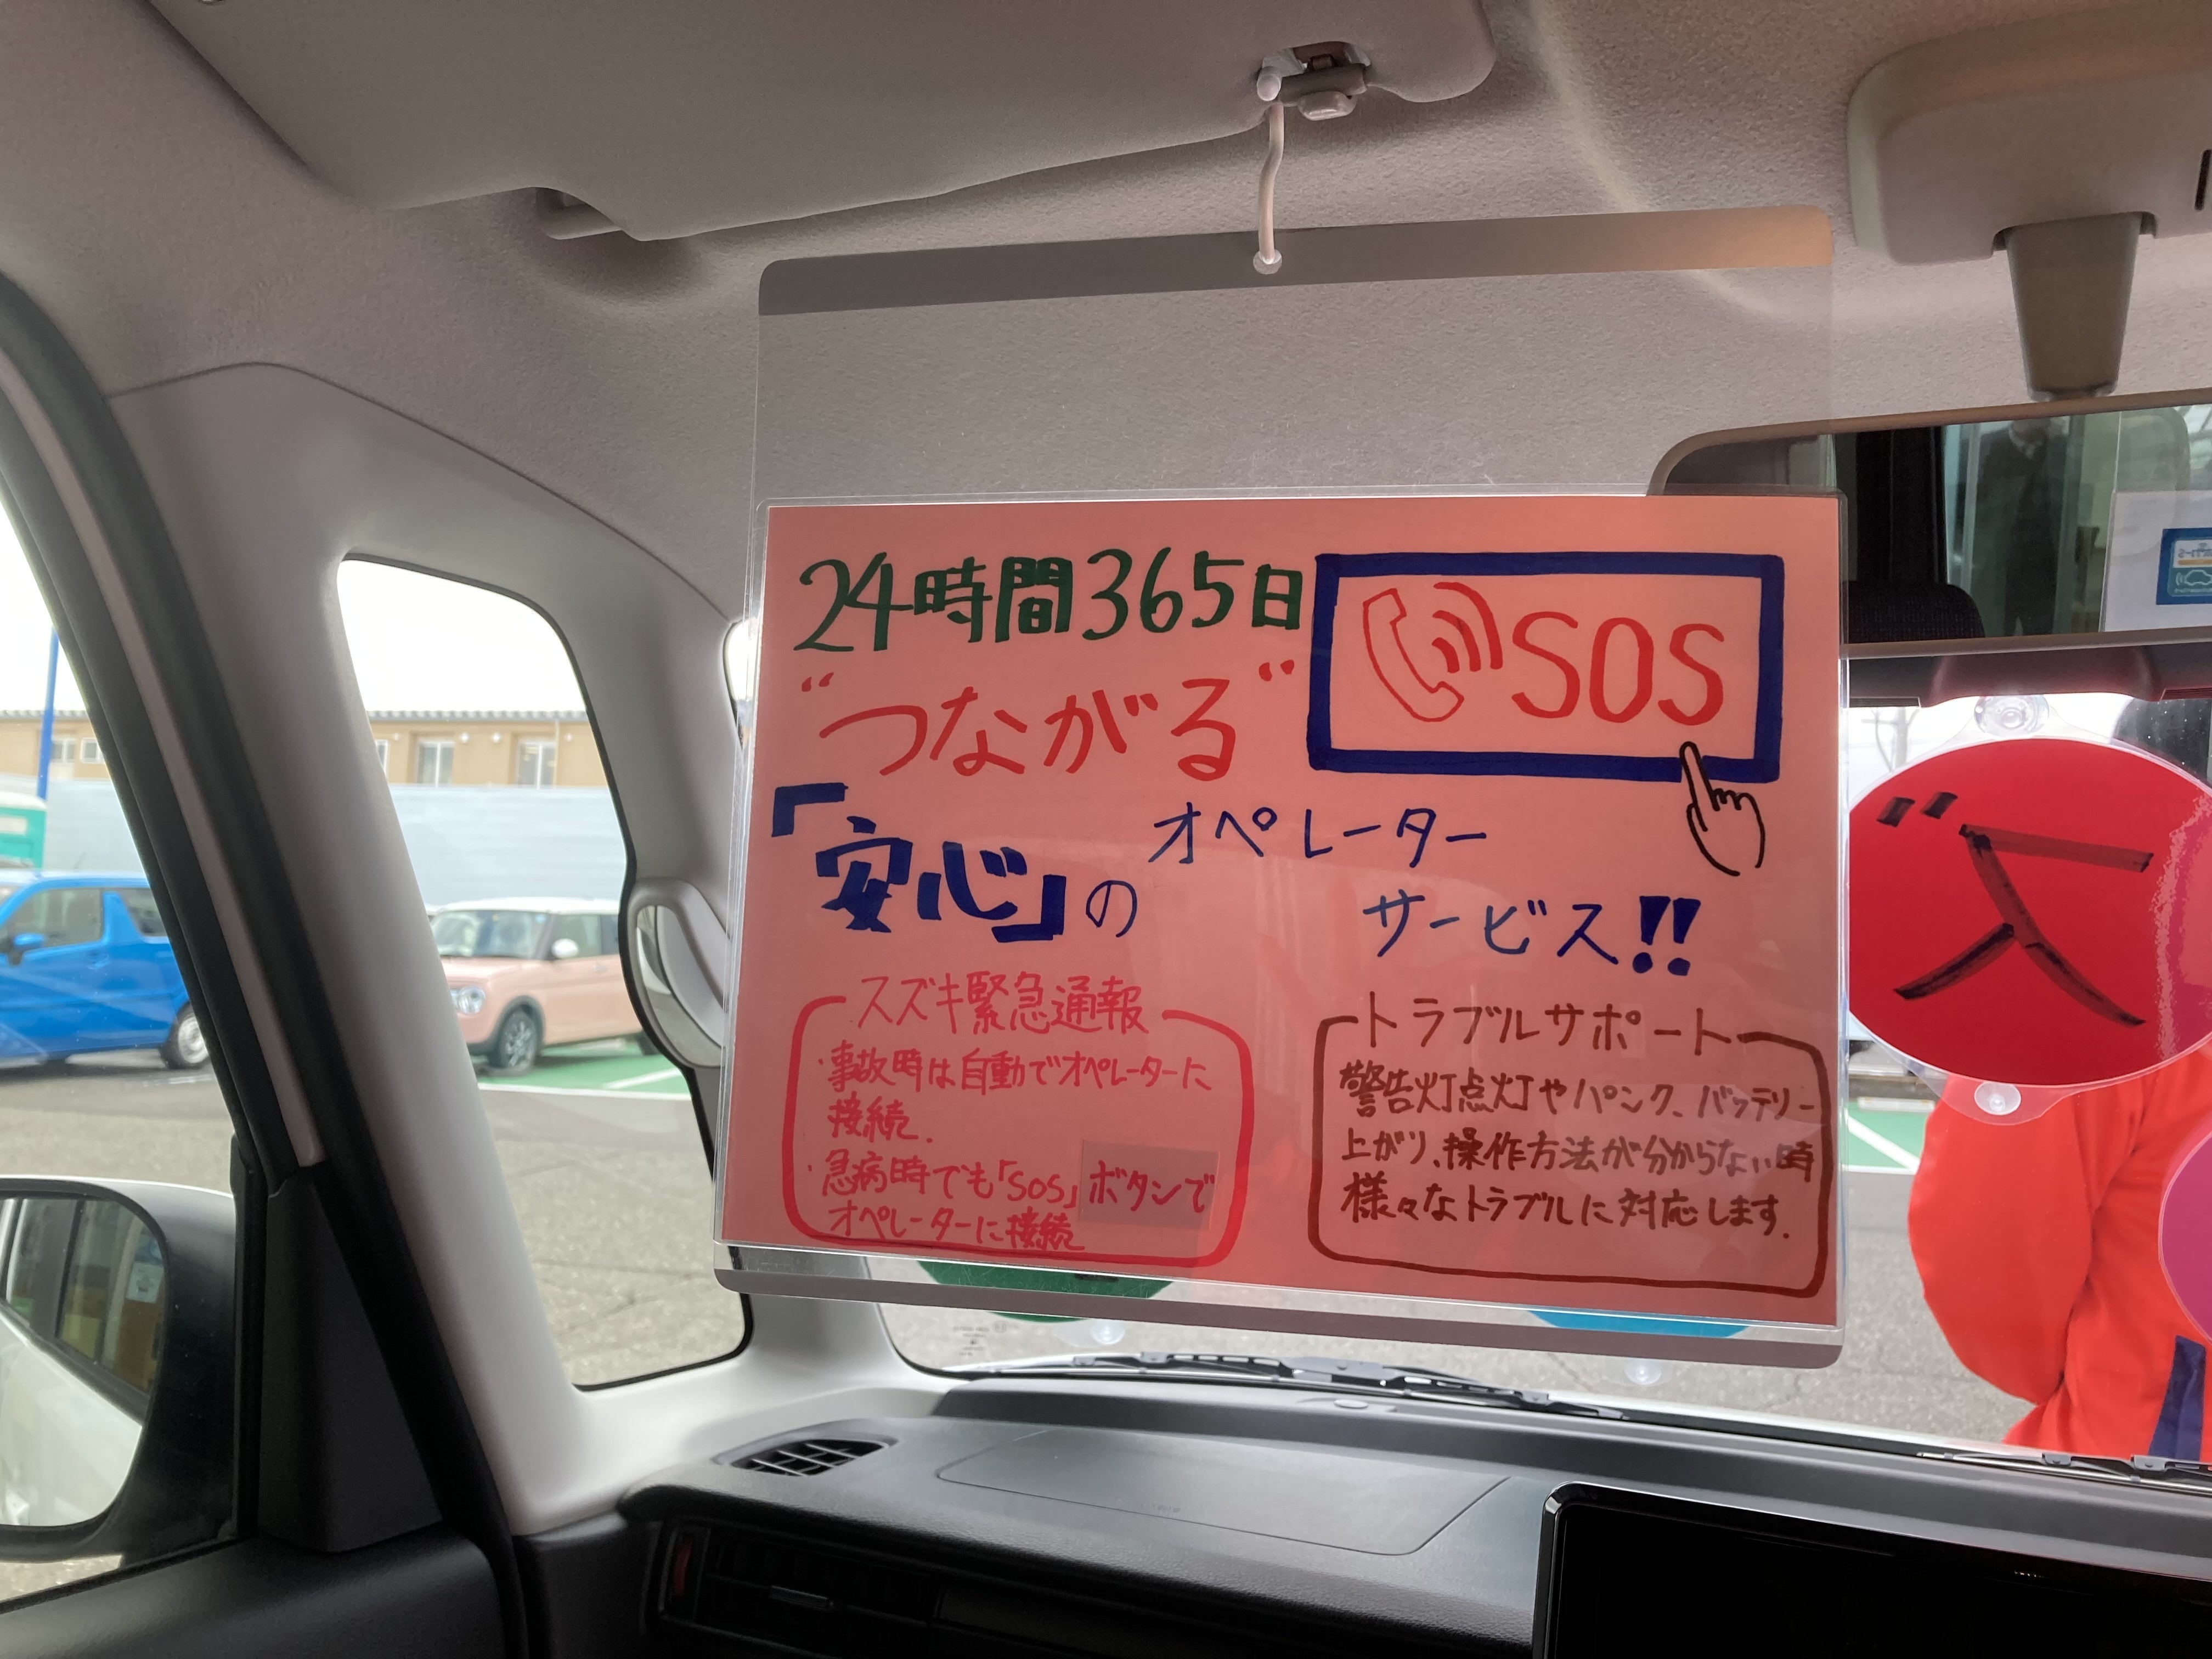 24時間365日
SOS
“つながる“
「安心」の
オペレーター
サービス!!
スズキ緊急通報
・事故時は自動でオペレーターに
接続.
・急病時でも「SOS」ボタンで
オペレーターに接続
トラブルサポート
警告灯点灯やパンク、バッテリー
上がり、操作方法が分からない時
様々なトラブルに対応します.
“ス